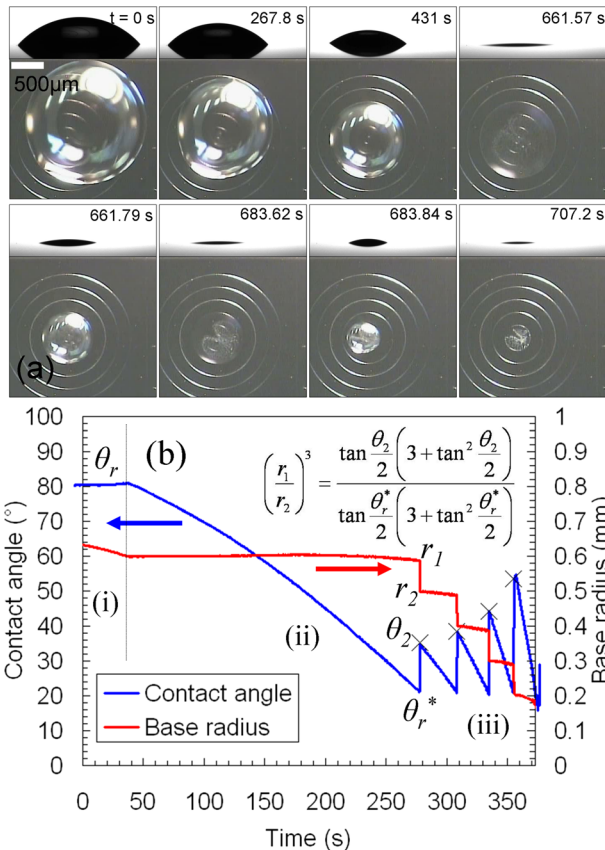 t = 0 s
267.8 s
431 s
661.57 s
500μm
661.79 s
683.62 s
683.84 s
707.2 s
(a)
100
90
80
70
60
50
40
30
20
10
0
Contact angle (°)
1
0.9
0.8
0.7
0.6
0.5
0.4
0.3
0.2
0.1
0
Base radius (mm)
θr
(b)
(r1/r2)^3 = tan θ2/2 (3 + tan^2 θ2/2) / tan θr*/2 (3 + tan^2 θr*/2)
r1
r2
(i)
(ii)
θ2
θr*
(iii)
Contact angle
Base radius
0 50 100 150 200 250 300 350
Time (s)